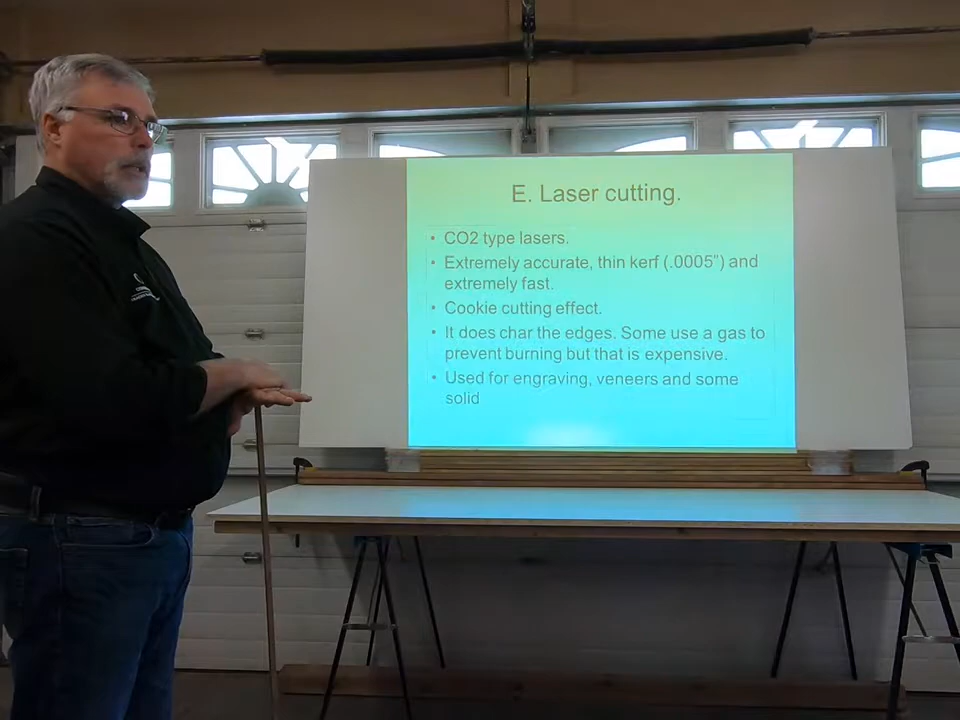 E. Laser cutting.
• CO2 type lasers.
• Extremely accurate, thin kerf (.0005") and
extremely fast.
• Cookie cutting effect.
• It does char the edges. Some use a gas to
prevent burning but that is expensive.
• Used for engraving, veneers and some
solid